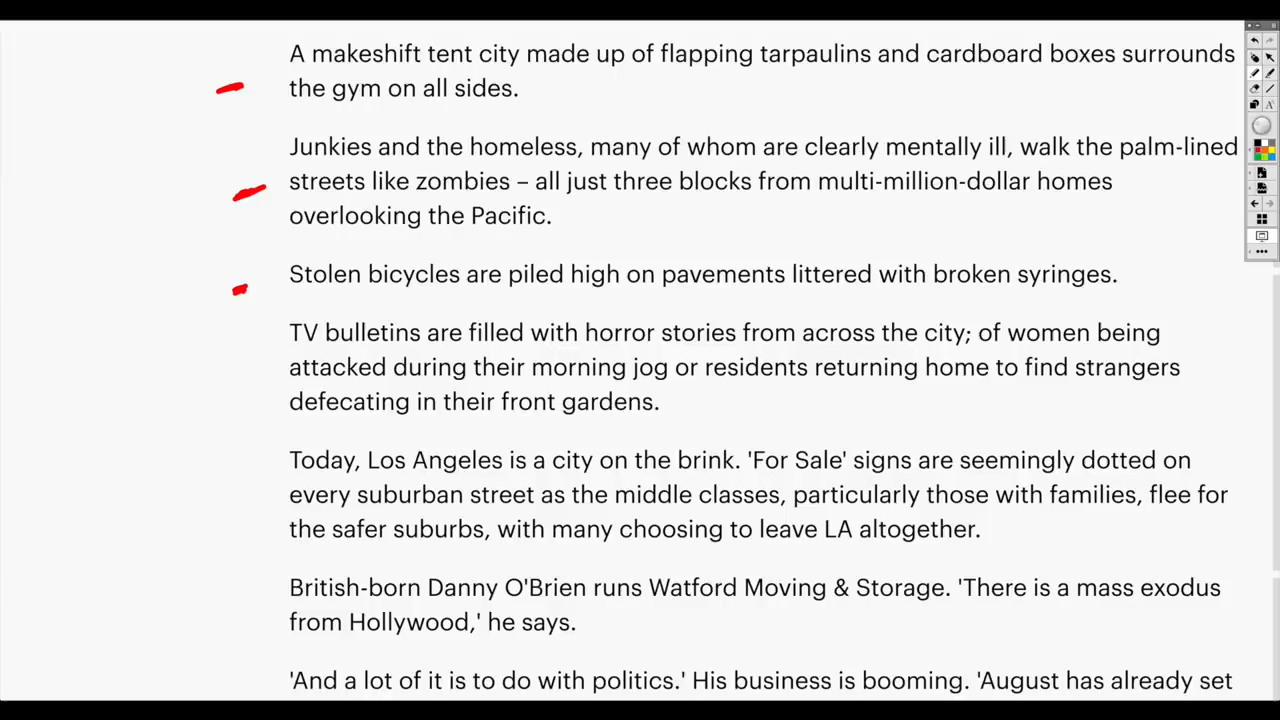 A makeshift tent city made up of flapping tarpaulins and cardboard boxes surrounds
the gym on all sides.
Junkies and the homeless, many of whom are clearly mentally ill, walk the palm-lined
streets like zombies – all just three blocks from multi-million-dollar homes
overlooking the Pacific.
Stolen bicycles are piled high on pavements littered with broken syringes.
TV bulletins are filled with horror stories from across the city; of women being
attacked during their morning jog or residents returning home to find strangers
defecating in their front gardens.
Today, Los Angeles is a city on the brink. 'For Sale' signs are seemingly dotted on
every suburban street as the middle classes, particularly those with families, flee for
the safer suburbs, with many choosing to leave LA altogether.
British-born Danny O'Brien runs Watford Moving & Storage. 'There is a mass exodus
from Hollywood,' he says.
'And a lot of it is to do with politics.' His business is booming. 'August has already set